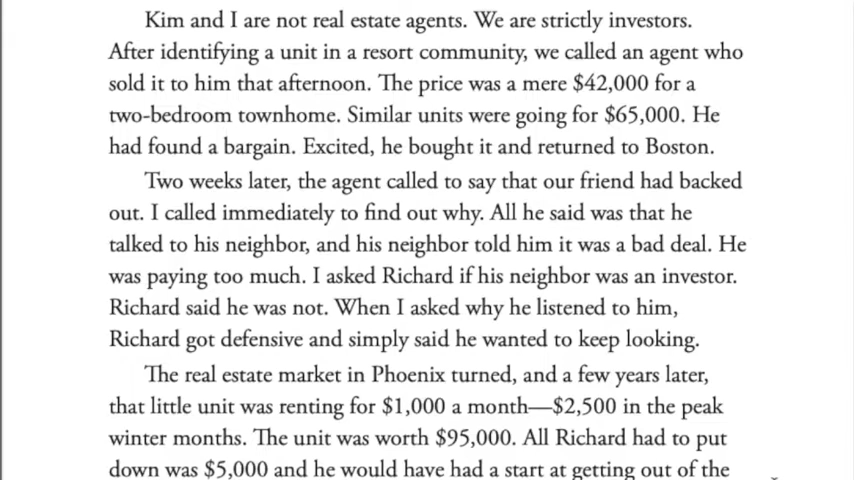 Kim and I are not real estate agents. We are strictly investors.
After identifying a unit in a resort community, we called an agent who
sold it to him that afternoon. The price was a mere $42,000 for a
two-bedroom townhome. Similar units were going for $65,000. He
had found a bargain. Excited, he bought it and returned to Boston.
Two weeks later, the agent called to say that our friend had backed
out. I called immediately to find out why. All he said was that he
talked to his neighbor, and his neighbor told him it was a bad deal. He
was paying too much. I asked Richard if his neighbor was an investor.
Richard said he was not. When I asked why he listened to him,
Richard got defensive and simply said he wanted to keep looking.
The real estate market in Phoenix turned, and a few years later,
that little unit was renting for $1,000 a month—$2,500 in the peak
winter months. The unit was worth $95,000. All Richard had to put
down was $5,000 and he would have had a start at getting out of the